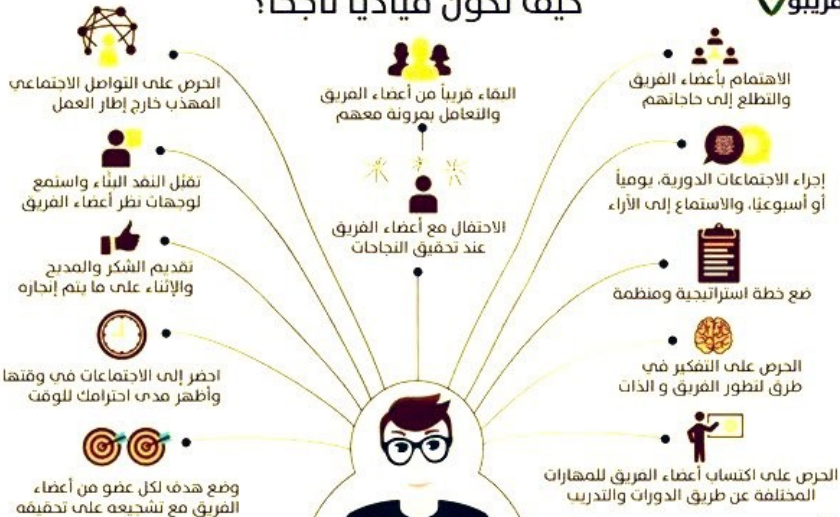 كيف تكون قيادياً ناجحاً؟
الاهتمام بأعضاء الفريق
والتطلع إلى حاجاتهم
إجراء الاجتماعات الدورية، يومياً
أو أسبوعيًا، والاستماع إلى الآراء
ضع خطة استراتيجية ومنظمة
الحرص على التفكير في
طرق لتطور الفريق و الذات
الحرص على اكتساب أعضاء الفريق للمهارات
المختلفة عن طريق الدورات والتدريب
البقاء قريباً من أعضاء الفريق
والتعامل بمرونة معهم
الاحتفال مع أعضاء الفريق
عند تحقيق النجاحات
الحرص على التواصل الاجتماعي
المهذب خارج إطار العمل
تقبّل النقد البنّاء واستمع
لوجهات نظر أعضاء الفريق
تقديم الشكر والمديح
والإثناء على ما يتم إنجازه
احضر إلى الاجتماعات في وقتها
وأظهر مدى احترامك للوقت
وضع هدف لكل عضو من أعضاء
الفريق مع تشجيعه على تحقيقه